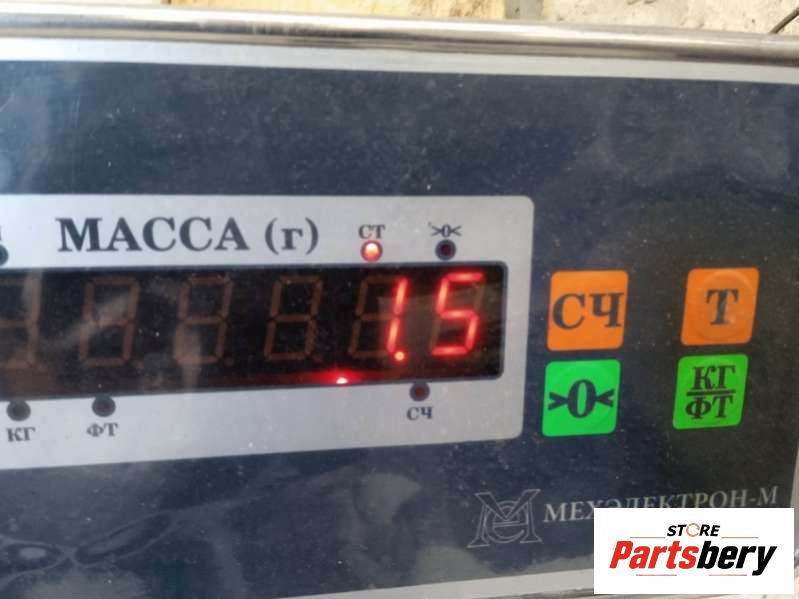 МАССА (г) СТ >0<
1.5
КГ ФТ СЧ
СЧ Т
>0< КГ
ФТ
МЕХЭЛЕКТРОН-М
STORE
Partsbery